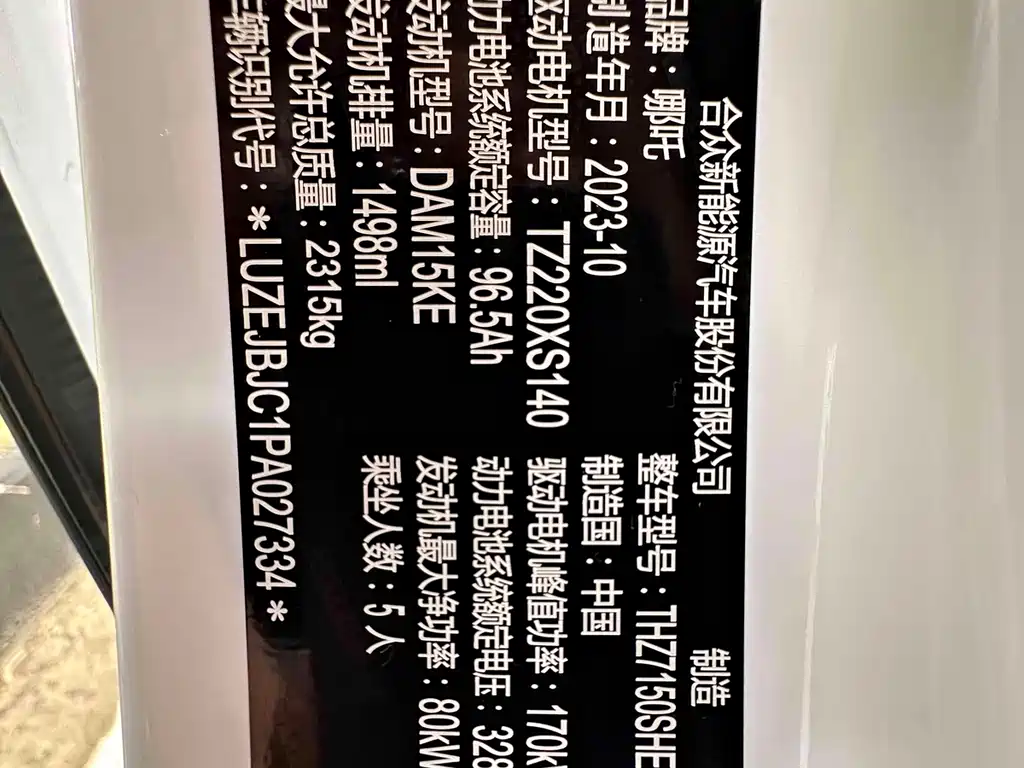 合众新能源汽车股份有限公司 制造
品牌：哪吒 整车型号：THZ7150SHE
制造年月：2023-10 制造国：中国
驱动电机型号：TZ220XS140 驱动电机峰值功率：170k
动力电池系统额定容量：96.5Ah 动力电池系统额定电压：328
发动机型号：DAM15KE 发动机最大净功率：80kW
发动机排量：1498ml 乘坐人数：5人
最大允许总质量：2315kg
车辆识别代号：*LUZEJBJC1PA027334*